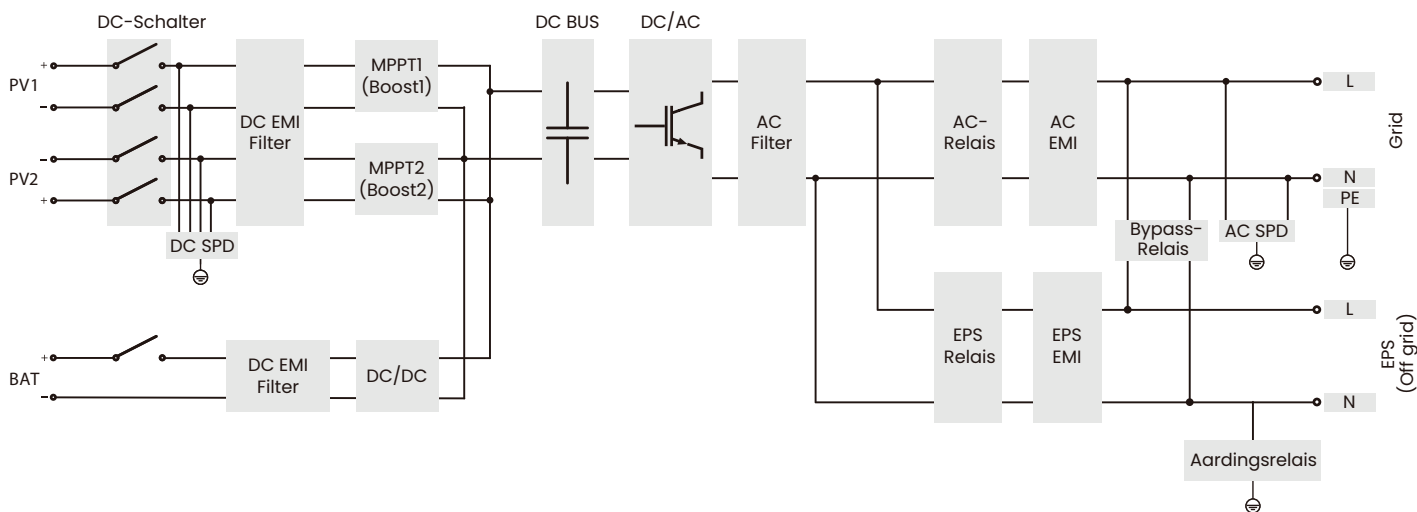 DC-Schalter
DC BUS
DC/AC
+
PV1
−
−
PV2
+
DC EMI
Filter
MPPT1
(Boost1)
MPPT2
(Boost2)
DC SPD
AC
Filter
AC-
Relais
AC
EMI
L
Grid
N
PE
Bypass-
Relais
AC SPD
+
BAT
−
DC EMI
Filter
DC/DC
EPS
Relais
EPS
EMI
L
EPS
(Off grid)
N
Aardingsrelais